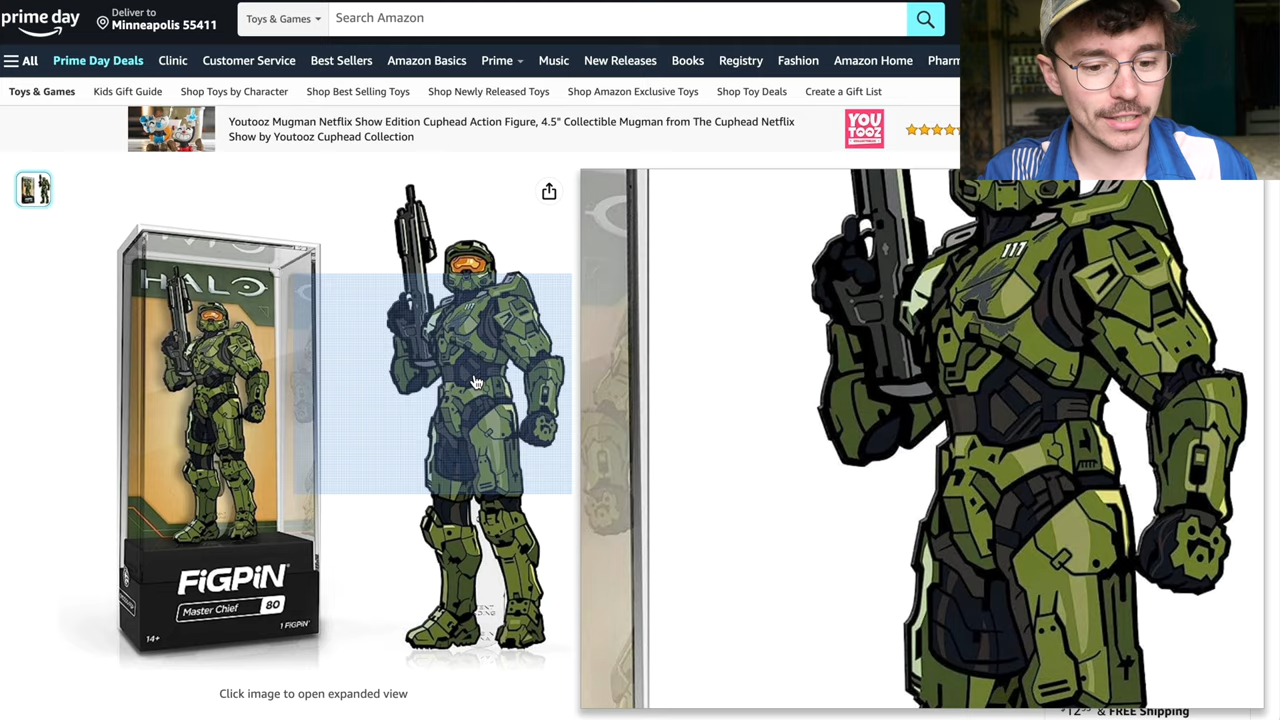 prime day
Deliver to
Minneapolis 55411
Toys & Games
Search Amazon
All
Prime Day Deals
Clinic
Customer Service
Best Sellers
Amazon Basics
Prime
Music
New Releases
Books
Registry
Fashion
Amazon Home
Pharm
Toys & Games
Kids Gift Guide
Shop Toys by Character
Shop Best Selling Toys
Shop Newly Released Toys
Shop Amazon Exclusive Toys
Shop Toy Deals
Create a Gift List
Youtooz Mugman Netflix Show Edition Cuphead Action Figure, 4.5" Collectible Mugman from The Cuphead Netflix
Show by Youtooz Cuphead Collection
YOU
TOOZ
HALO
117
FiGPiN
Master Chief 80
14+
1 FiGPiN
117
Click image to open expanded view
& FREE Shipping